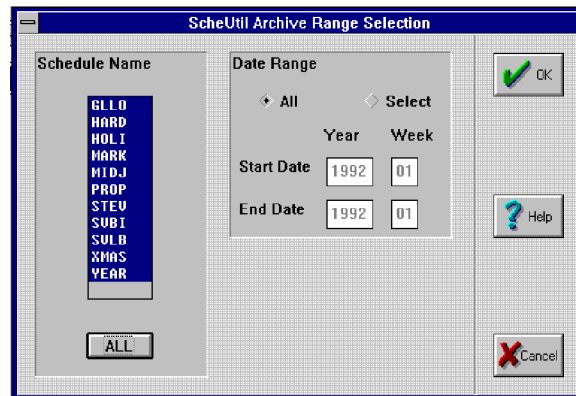 ScheUtil Archive Range Selection
Schedule Name
GLLO
HARD
HOLI
MARK
MIDJ
PROP
STEV
SVBI
SVLB
XMAS
YEAR
ALL
Date Range
All Select
Year Week
Start Date 1992 01
End Date 1992 01
OK
Help
Cancel